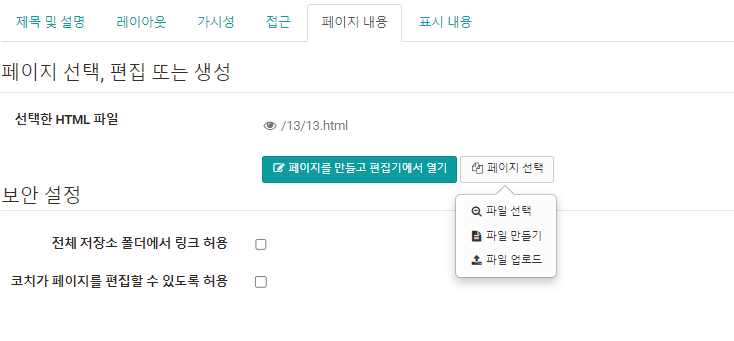 제목 및 설명 레이아웃 가시성 접근 페이지 내용 표시 내용
페이지 선택, 편집 또는 생성
선택한 HTML 파일 /13/13.html
페이지를 만들고 편집기에서 열기 페이지 선택
보안 설정
파일 선택
파일 만들기
파일 업로드
전체 저장소 폴더에서 링크 허용
코치가 페이지를 편집할 수 있도록 허용